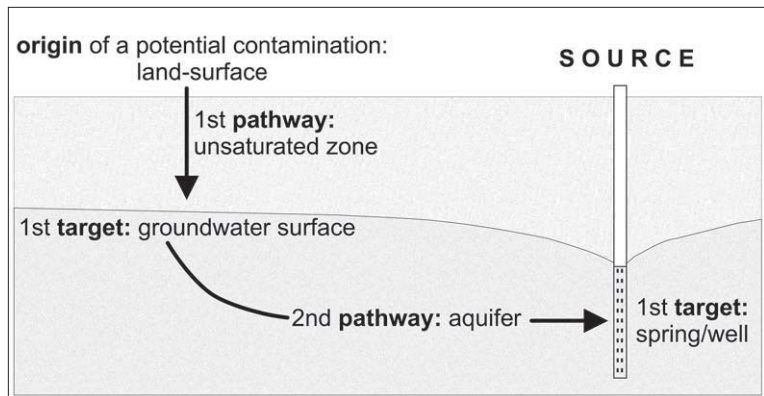 origin of a potential contamination:
land-surface
SOURCE
1st pathway:
unsaturated zone
1st target: groundwater surface
2nd pathway: aquifer
1st target:
spring/well